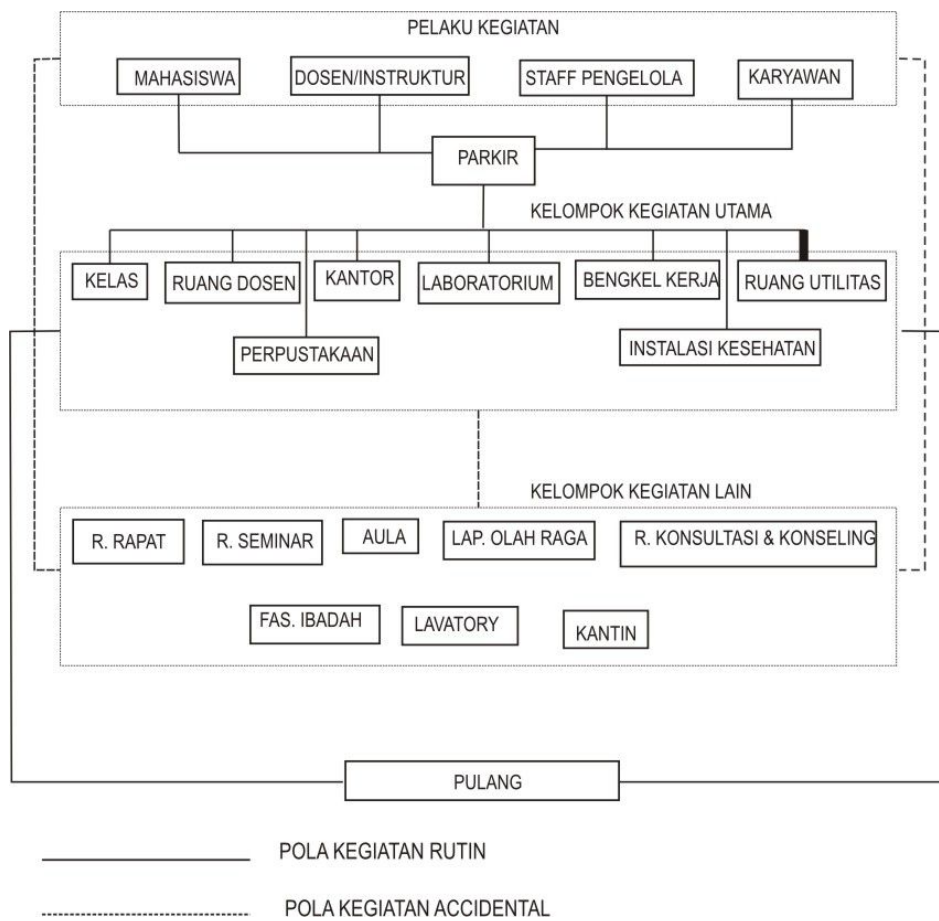 PELAKU KEGIATAN
MAHASISWA
DOSEN/INSTRUKTUR
STAFF PENGELOLA
KARYAWAN
PARKIR
KELOMPOK KEGIATAN UTAMA
KELAS
RUANG DOSEN
KANTOR
LABORATORIUM
BENGKEL KERJA
RUANG UTILITAS
PERPUSTAKAAN
INSTALASI KESEHATAN
KELOMPOK KEGIATAN LAIN
R. RAPAT
R. SEMINAR
AULA
LAP. OLAH RAGA
R. KONSULTASI & KONSELING
FAS. IBADAH
LAVATORY
KANTIN
PULANG
POLA KEGIATAN RUTIN
POLA KEGIATAN ACCIDENTAL